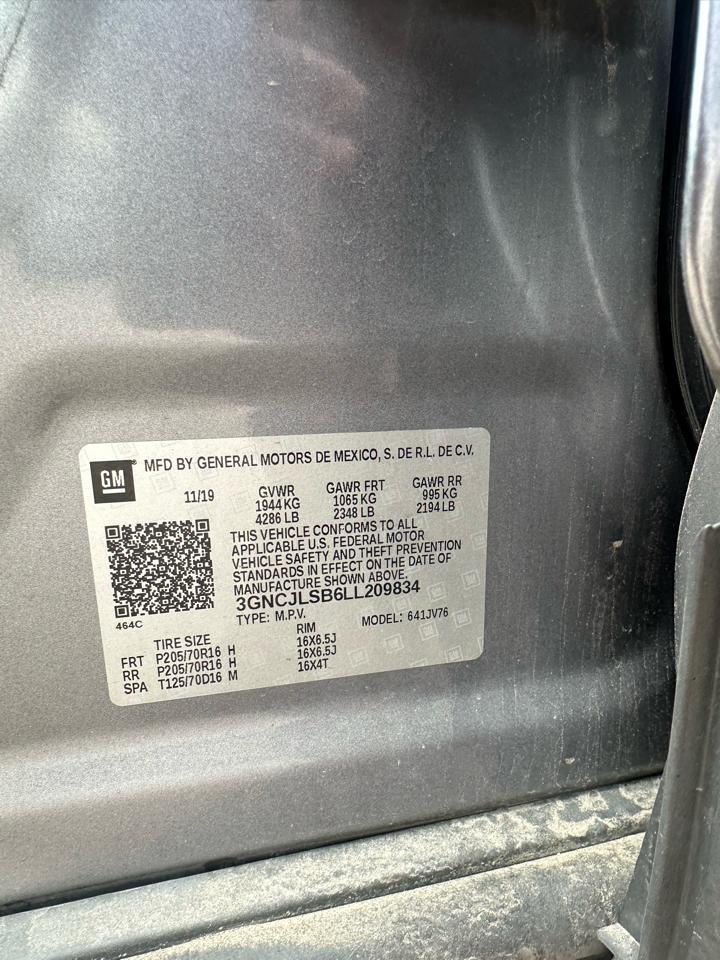 GM® MFD BY GENERAL MOTORS DE MEXICO, S. DE R.L. DE C.V.
11/19 GVWR GAWR FRT GAWR RR
1944 KG 1065 KG 995 KG
4286 LB 2348 LB 2194 LB
THIS VEHICLE CONFORMS TO ALL
APPLICABLE U.S. FEDERAL MOTOR
VEHICLE SAFETY AND THEFT PREVENTION
STANDARDS IN EFFECT ON THE DATE OF
MANUFACTURE SHOWN ABOVE.
3GNCJLSB6LL209834
464C TYPE: M.P.V. MODEL: 641JV76
TIRE SIZE RIM
FRT P205/70R16 H 16X6.5J
RR P205/70R16 H 16X6.5J
SPA T125/70D16 M 16X4T